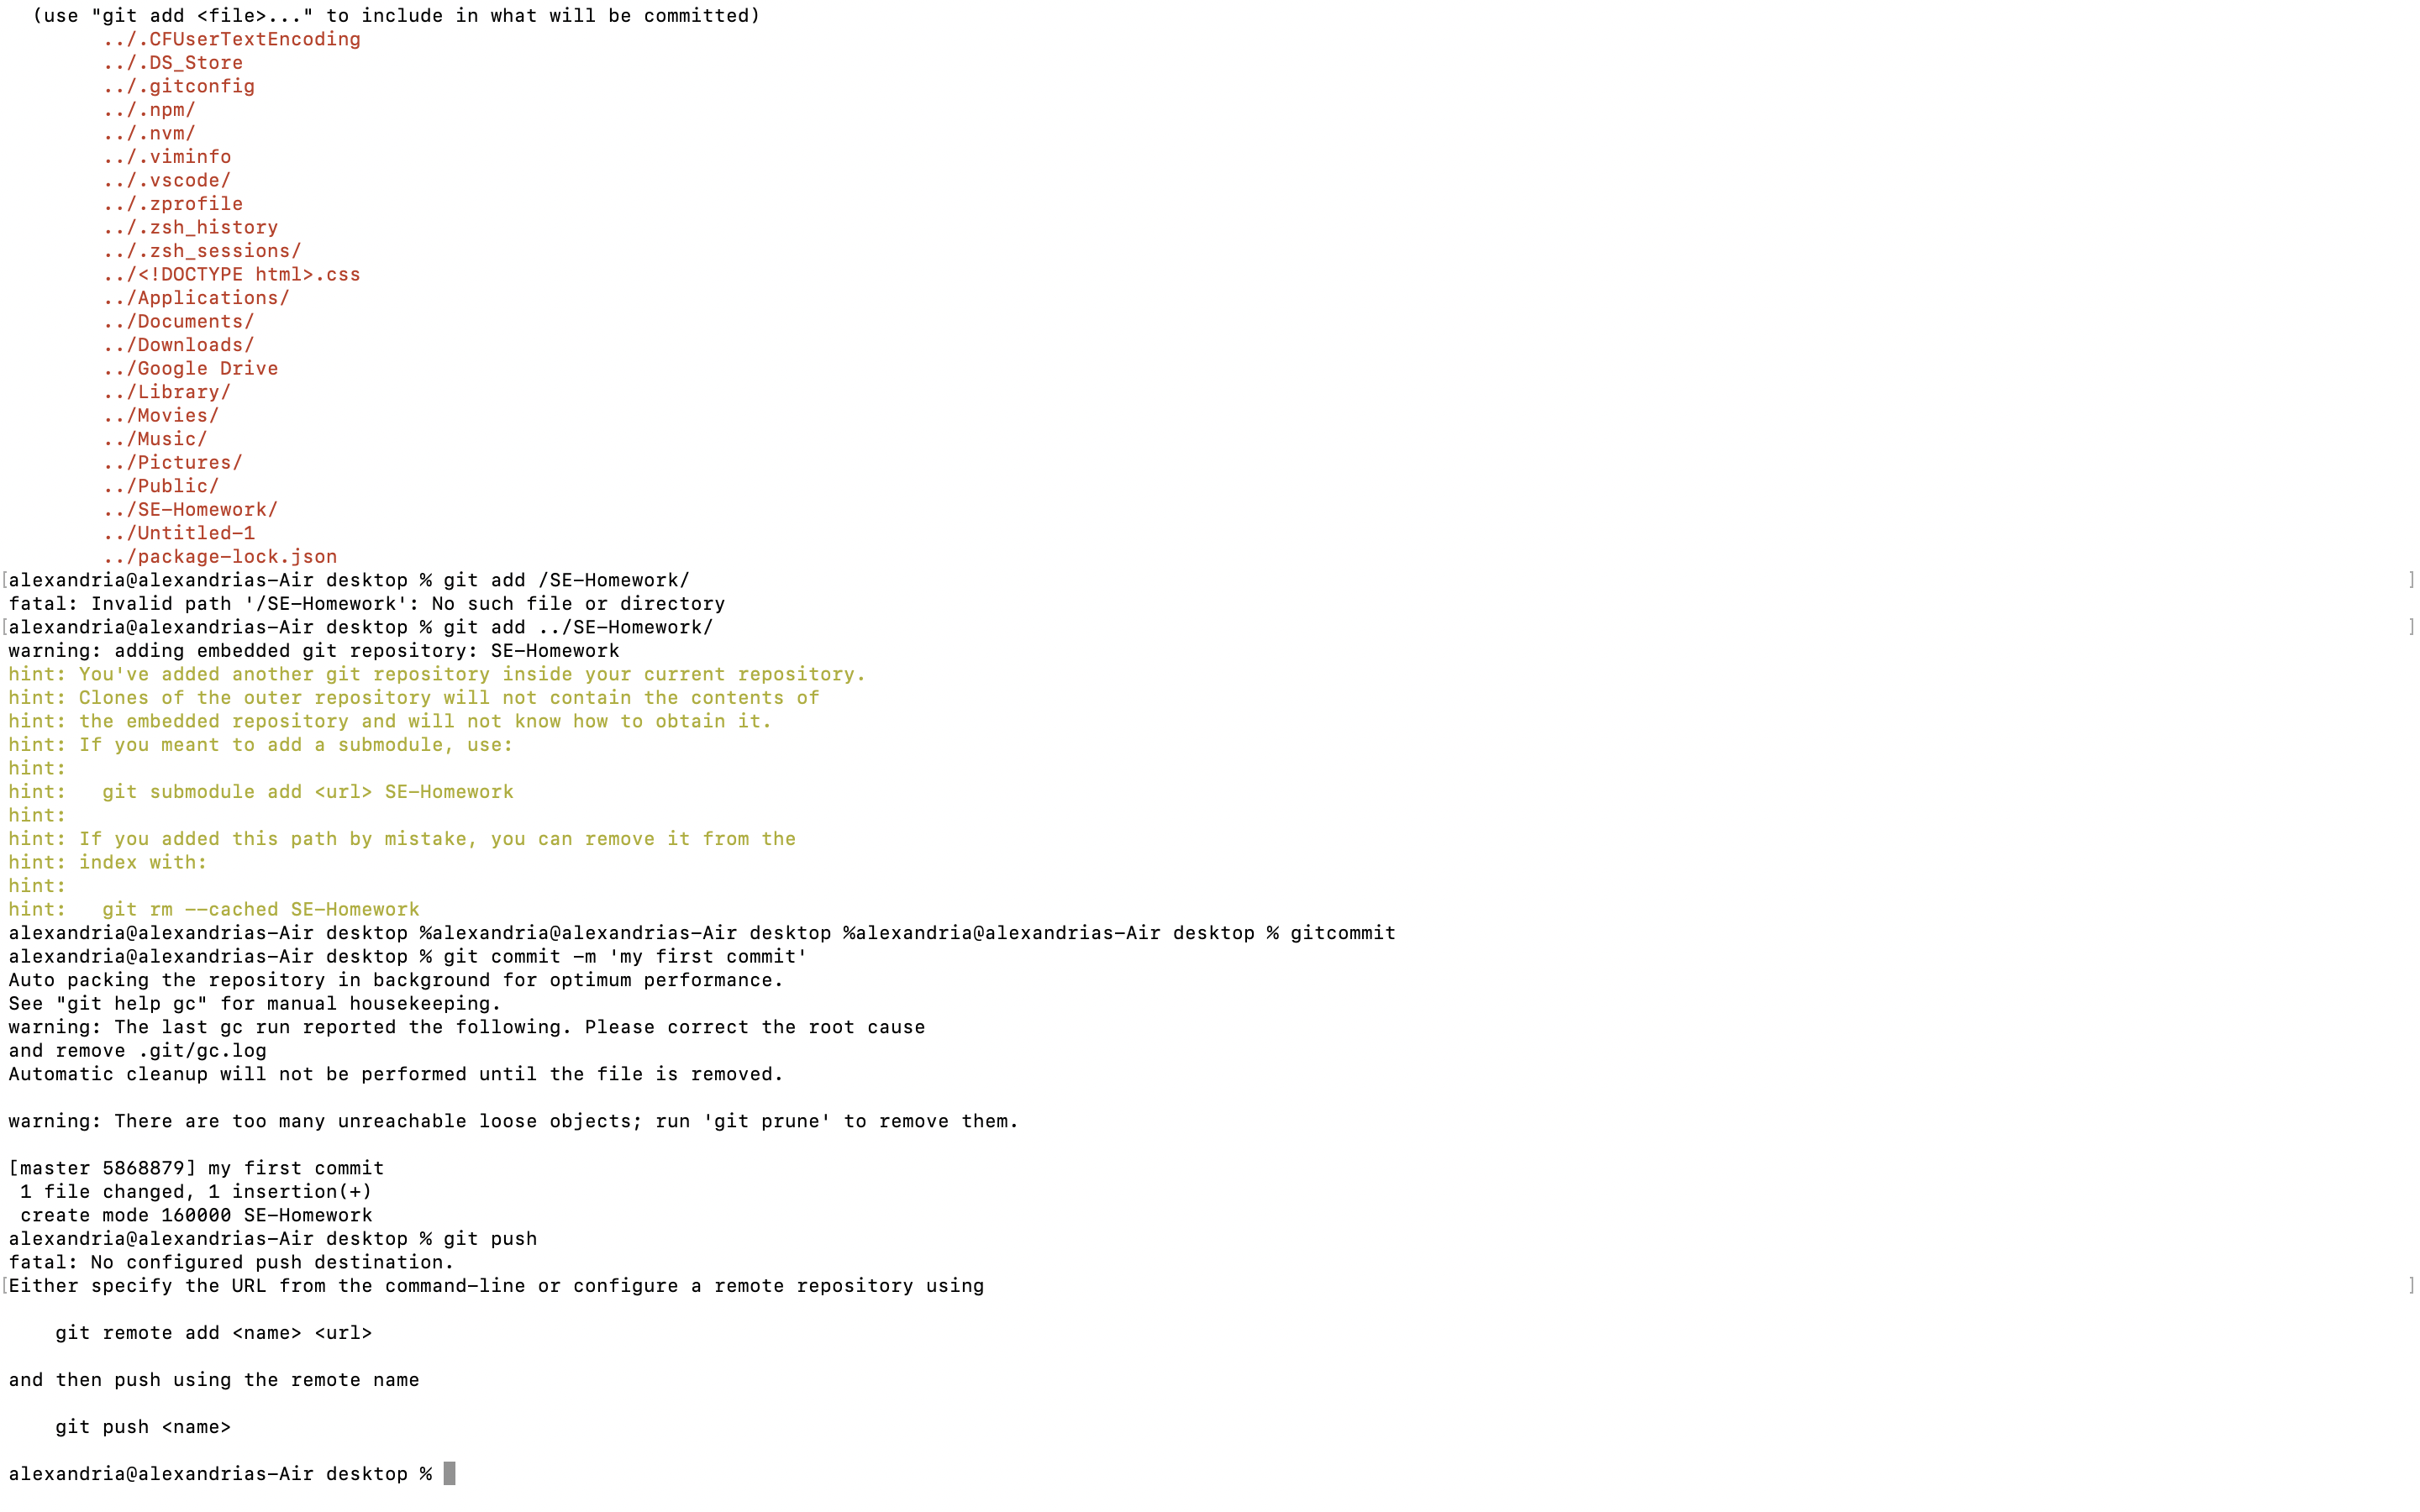 (use "git add <file>..." to include in what will be committed)
../.CFUserTextEncoding
../.DS_Store
../.gitconfig
../.npm/
../.nvm/
../.viminfo
../.vscode/
../.zprofile
../.zsh_history
../.zsh_sessions/
../<!DOCTYPE html>.css
../Applications/
../Documents/
../Downloads/
../Google Drive
../Library/
../Movies/
../Music/
../Pictures/
../Public/
../SE-Homework/
../Untitled-1
../package-lock.json
[alexandria@alexandrias-Air desktop % git add /SE-Homework/ ]
fatal: Invalid path '/SE-Homework': No such file or directory
[alexandria@alexandrias-Air desktop % git add ../SE-Homework/ ]
warning: adding embedded git repository: SE-Homework
hint: You've added another git repository inside your current repository.
hint: Clones of the outer repository will not contain the contents of
hint: the embedded repository and will not know how to obtain it.
hint: If you meant to add a submodule, use:
hint:
hint:   git submodule add <url> SE-Homework
hint:
hint: If you added this path by mistake, you can remove it from the
hint: index with:
hint:
hint:   git rm --cached SE-Homework
alexandria@alexandrias-Air desktop %alexandria@alexandrias-Air desktop %alexandria@alexandrias-Air desktop % gitcommit
alexandria@alexandrias-Air desktop % git commit -m 'my first commit'
Auto packing the repository in background for optimum performance.
See "git help gc" for manual housekeeping.
warning: The last gc run reported the following. Please correct the root cause
and remove .git/gc.log
Automatic cleanup will not be performed until the file is removed.
warning: There are too many unreachable loose objects; run 'git prune' to remove them.
[master 5868879] my first commit
1 file changed, 1 insertion(+)
create mode 160000 SE-Homework
alexandria@alexandrias-Air desktop % git push
fatal: No configured push destination.
[Either specify the URL from the command-line or configure a remote repository using ]
git remote add <name> <url>
and then push using the remote name
git push <name>
alexandria@alexandrias-Air desktop %